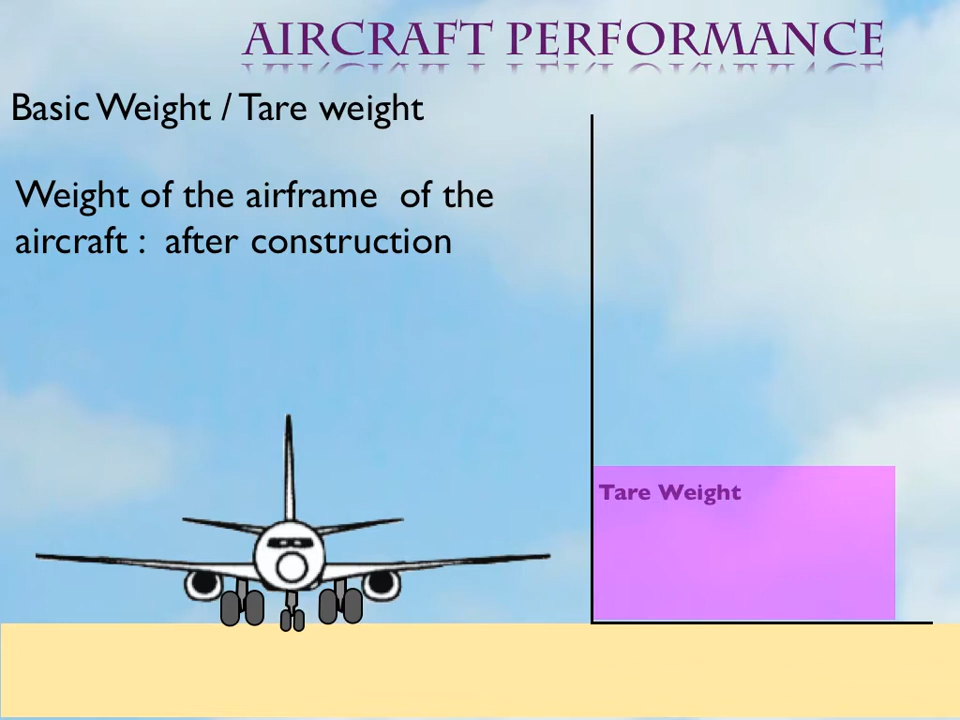 AIRCRAFT PERFORMANCE
Basic Weight / Tare weight
Weight of the airframe of the
aircraft : after construction
Tare Weight